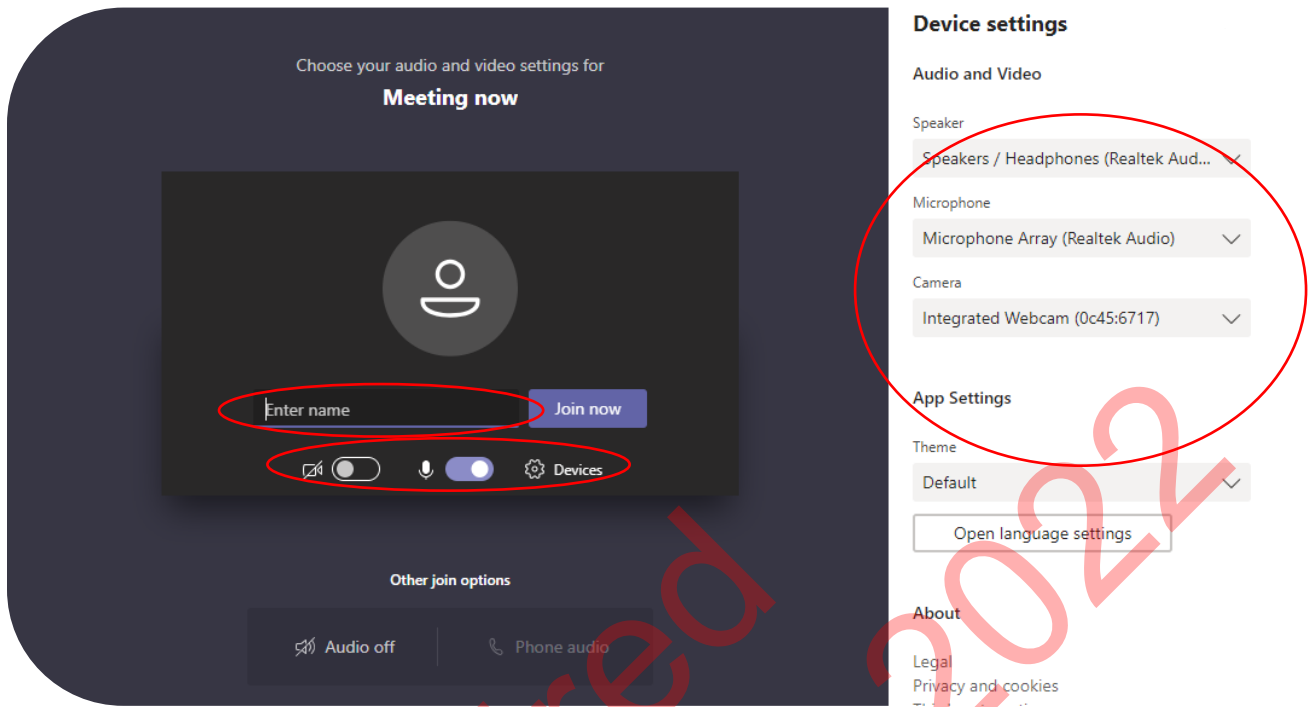 Choose your audio and video settings for
Meeting now
Enter name
Join now
Devices
Other join options
Audio off
Phone audio
Device settings
Audio and Video
Speaker
Speakers / Headphones (Realtek Aud...
Microphone
Microphone Array (Realtek Audio)
Camera
Integrated Webcam (0c45:6717)
App Settings
Theme
Default
Open language settings
About
Legal
Privacy and cookies
red
2022